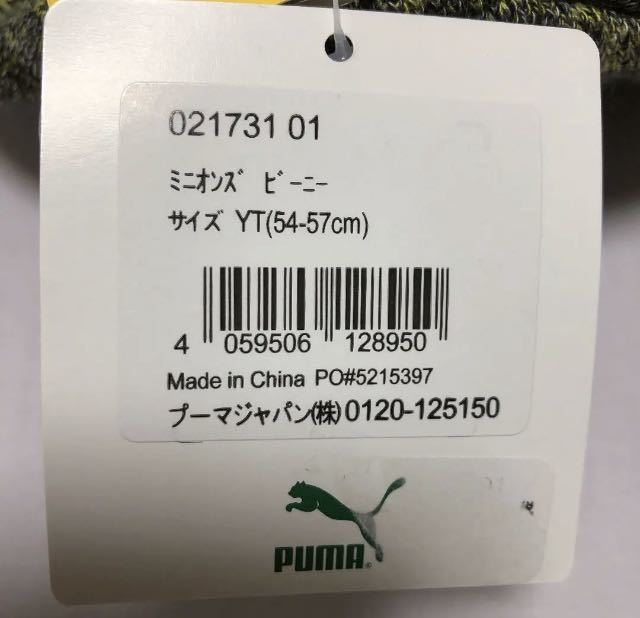 021731 01
ﾐﾆｵﾝｽﾞ ﾋﾞｰﾆｰ
サイズ YT(54-57cm)
4 059506 128950
Made in China PO#5215397
プーマジャパン(株)0120-125150
PUMA®